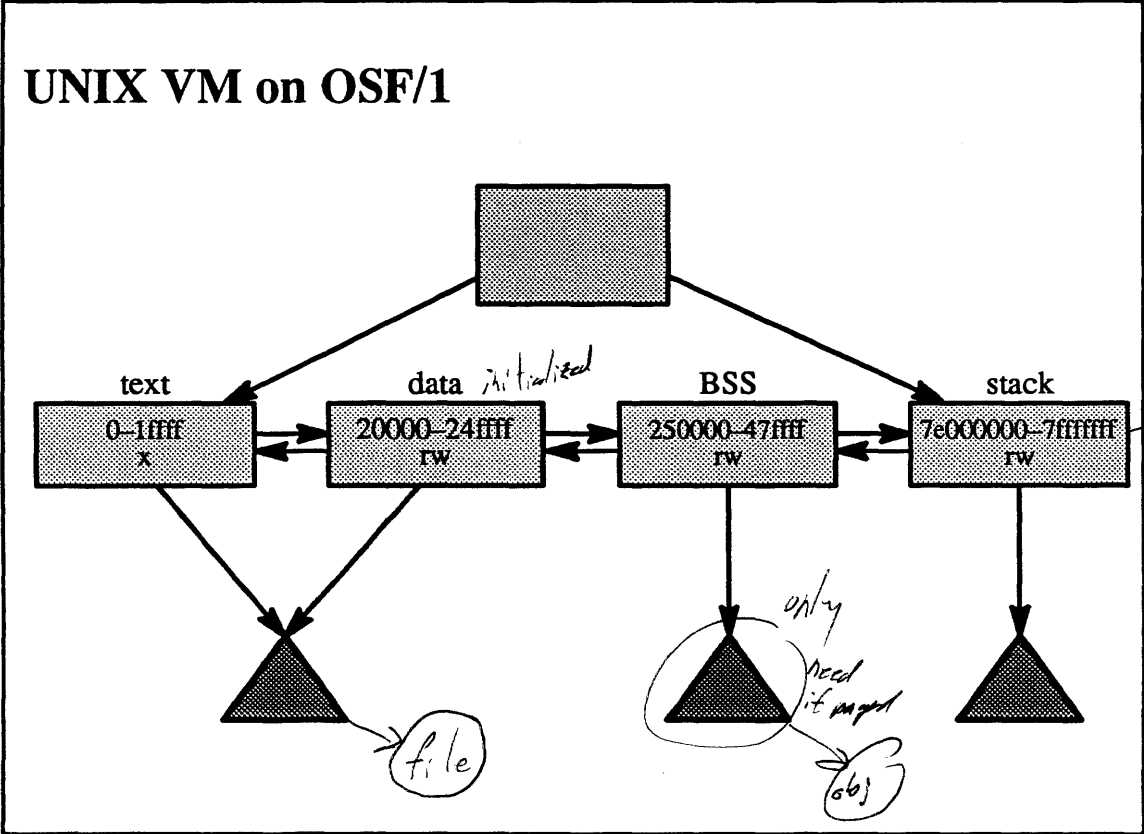 UNIX VM on OSF/1
text
data
initialized
BSS
stack
0–1ffff
x
20000–24ffff
rw
250000–47ffff
rw
7e000000–7fffffff
rw
only
need
if paged
file
obj